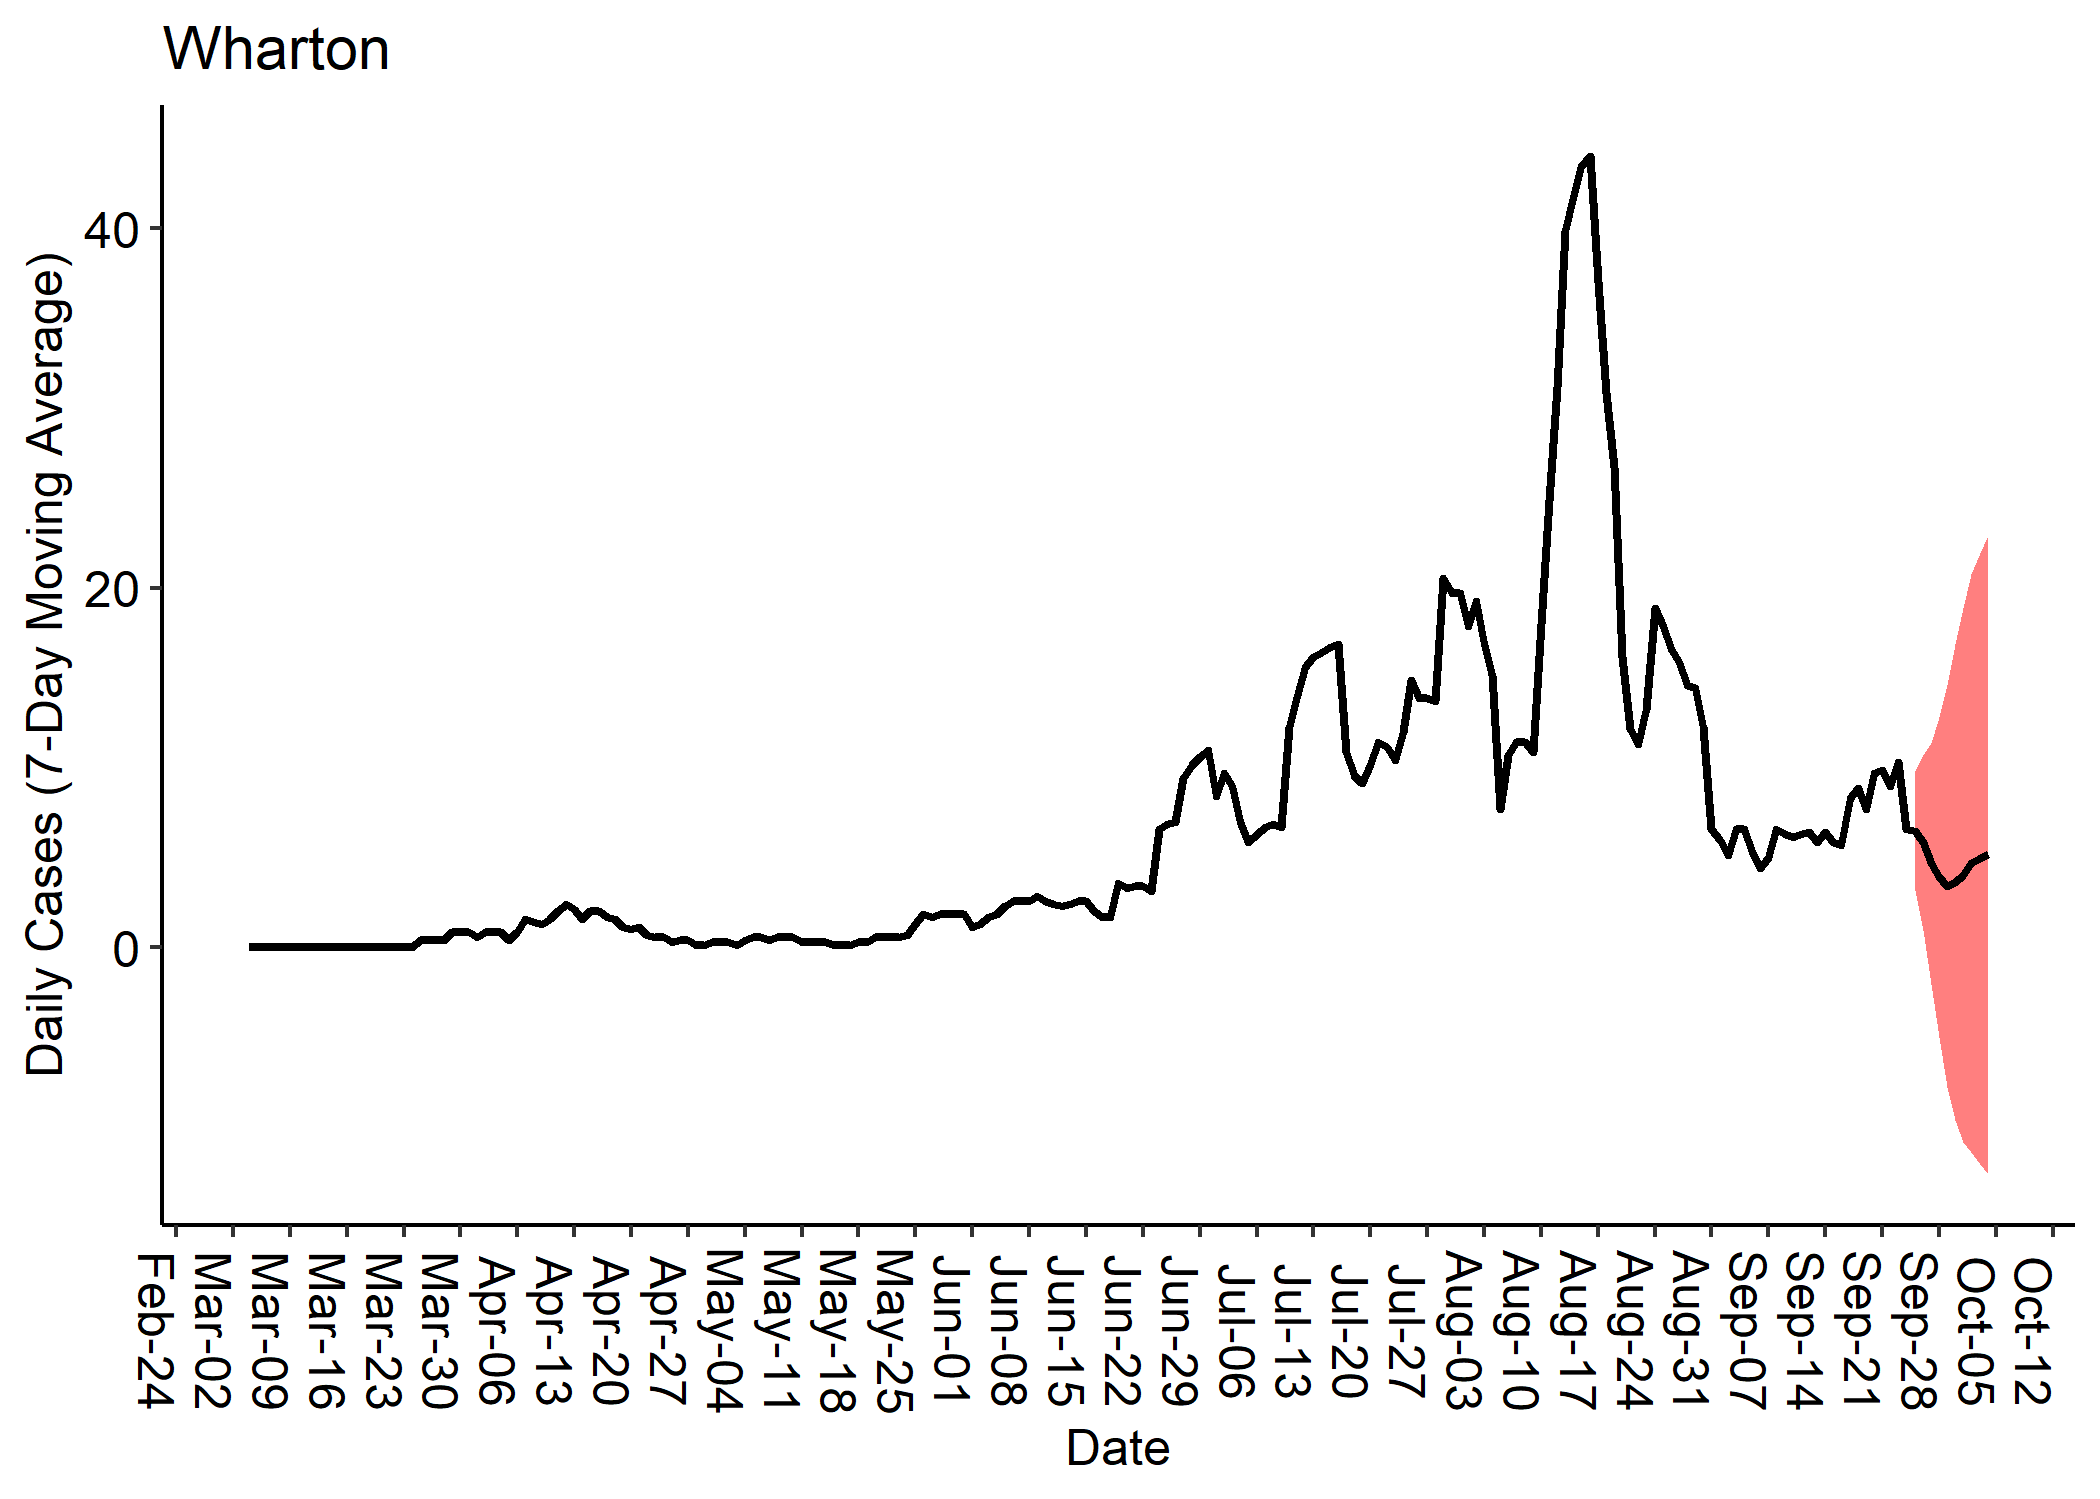 Wharton
Daily Cases (7-Day Moving Average)
40
20
0
Feb-24
Mar-02
Mar-09
Mar-16
Mar-23
Mar-30
Apr-06
Apr-13
Apr-20
Apr-27
May-04
May-11
May-18
May-25
Jun-01
Jun-08
Jun-15
Jun-22
Jun-29
Jul-06
Jul-13
Jul-20
Jul-27
Aug-03
Aug-10
Aug-17
Aug-24
Aug-31
Sep-07
Sep-14
Sep-21
Sep-28
Oct-05
Oct-12
Date